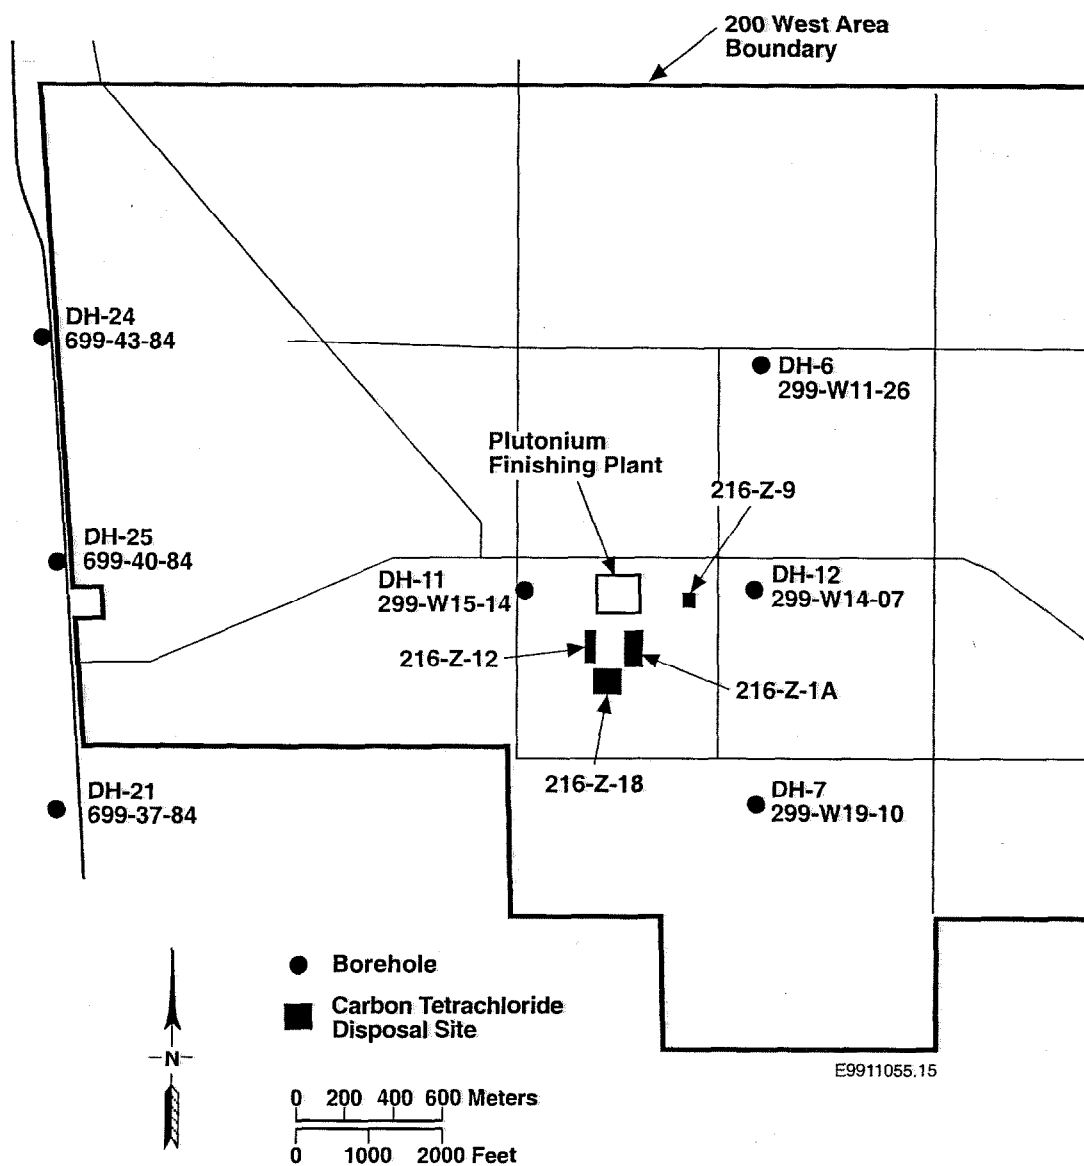 200 West Area
Boundary
DH-24
699-43-84
DH-6
299-W11-26
Plutonium
Finishing Plant
216-Z-9
DH-25
699-40-84
DH-11
299-W15-14
DH-12
299-W14-07
216-Z-12
216-Z-1A
216-Z-18
DH-21
699-37-84
DH-7
299-W19-10
Borehole
Carbon Tetrachloride
Disposal Site
N
E9911055.15
0 200 400 600 Meters
0 1000 2000 Feet